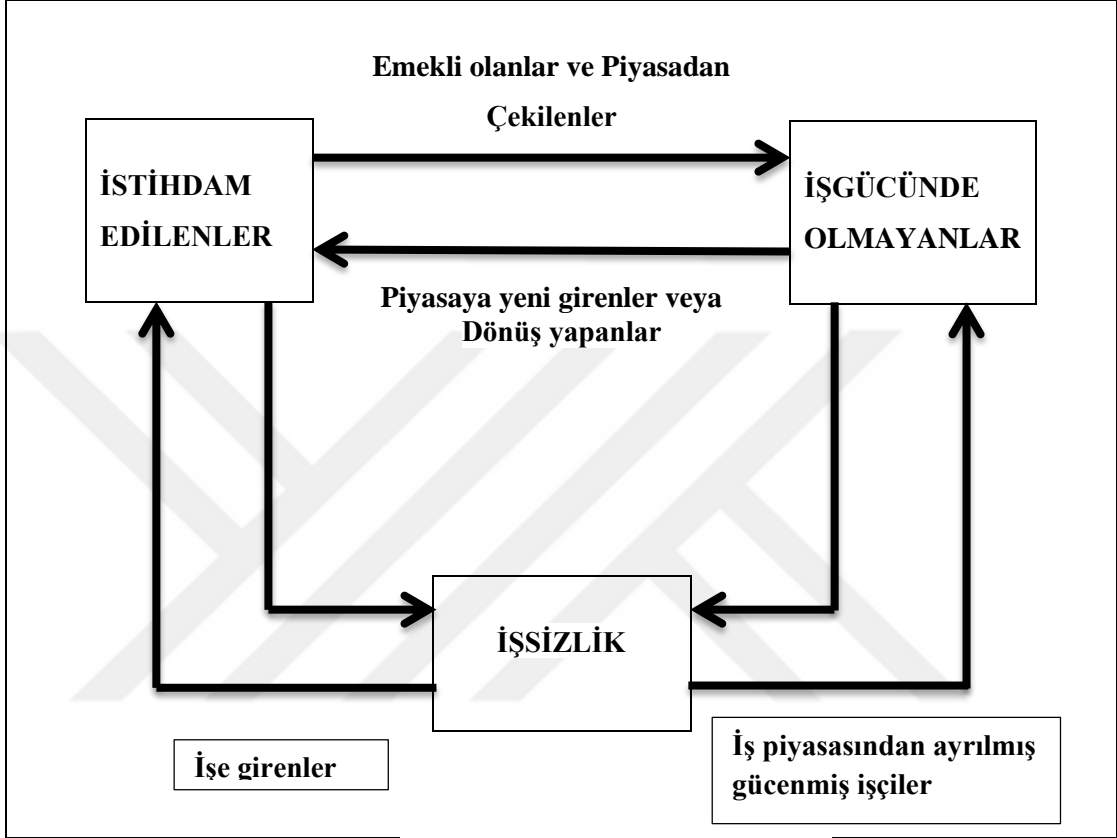 Emekli olanlar ve Piyasadan
Çekilenler
İSTİHDAM
EDİLENLER
İŞGÜCÜNDE
OLMAYANLAR
Piyasaya yeni girenler veya
Dönüş yapanlar
İŞSİZLİK
İşe girenler
İş piyasasından ayrılmış
gücenmiş işçiler